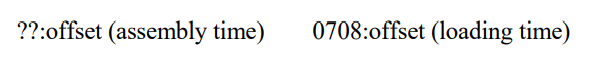 ??:offset (assembly time) 0708:offset (loading time)